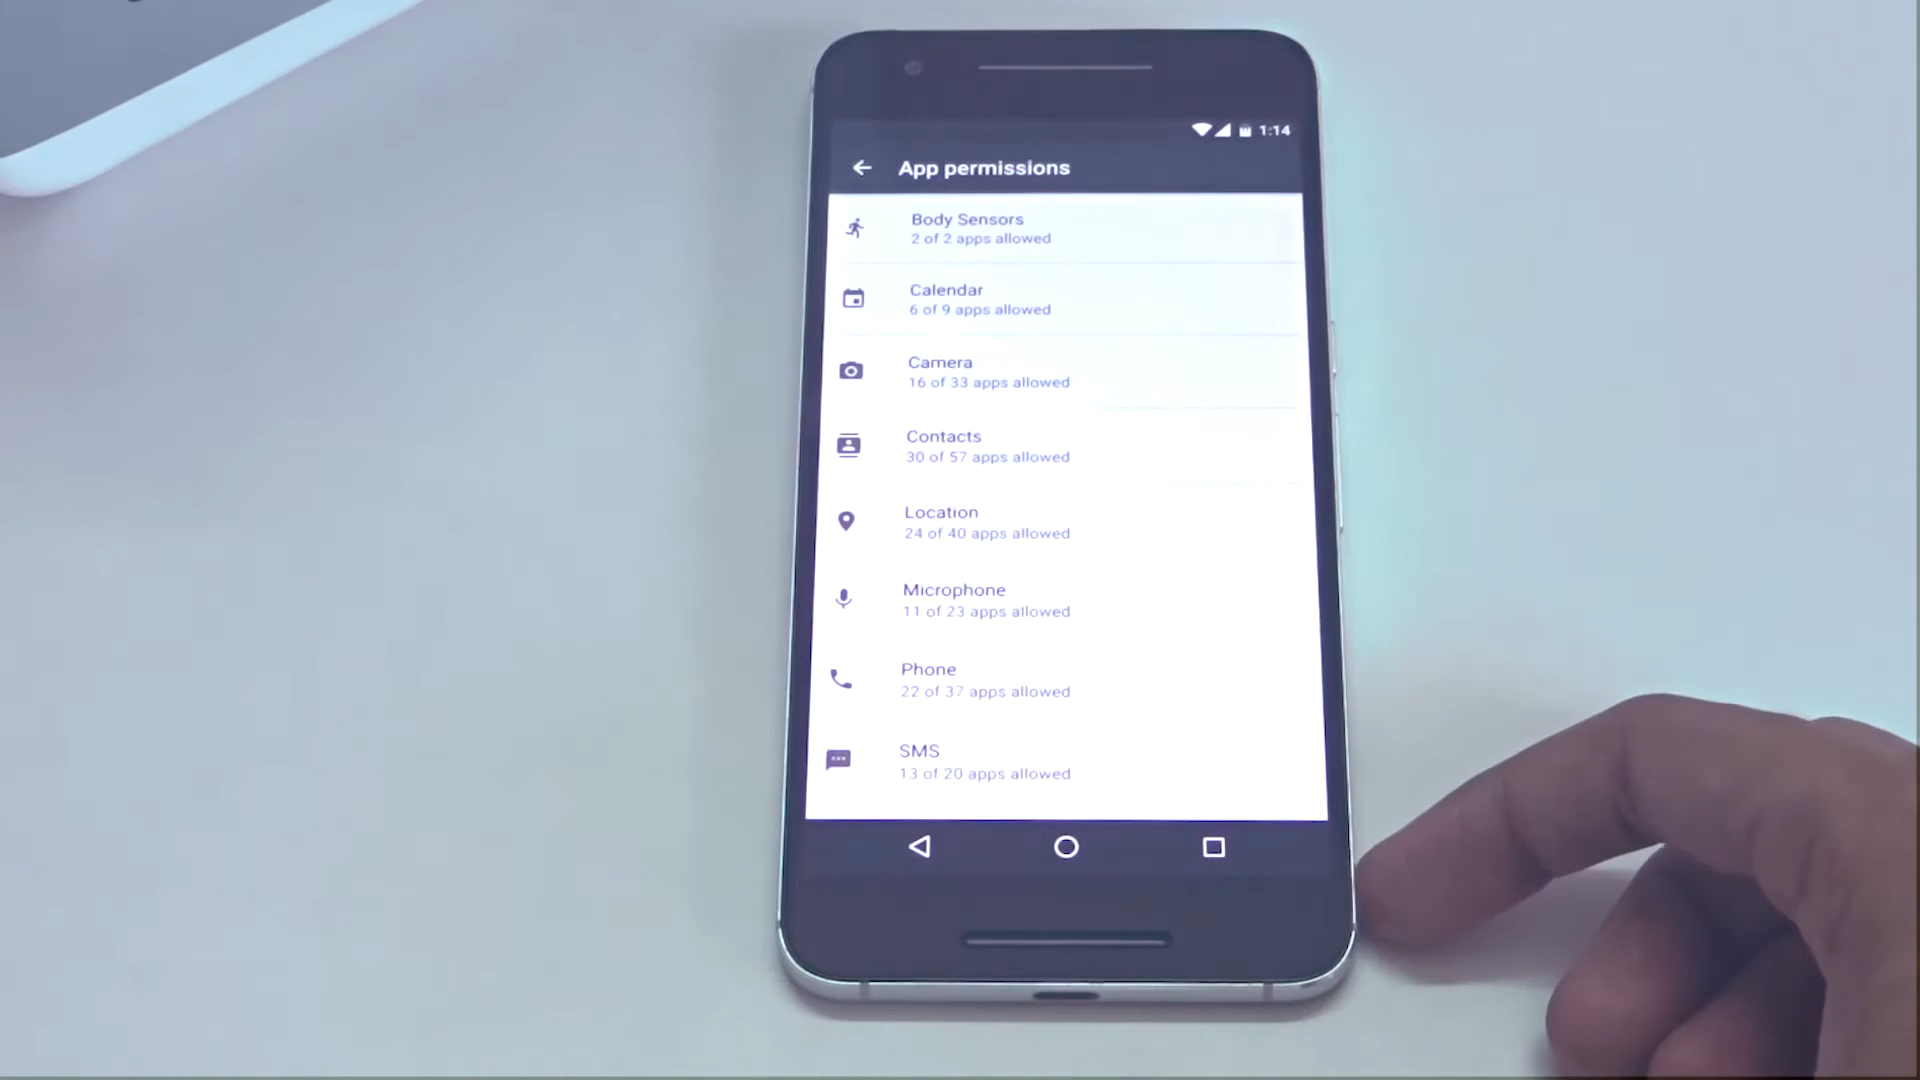 1:14
App permissions
Body Sensors
2 of 2 apps allowed
Calendar
6 of 9 apps allowed
Camera
16 of 33 apps allowed
Contacts
30 of 57 apps allowed
Location
24 of 40 apps allowed
Microphone
11 of 23 apps allowed
Phone
22 of 37 apps allowed
SMS
13 of 20 apps allowed